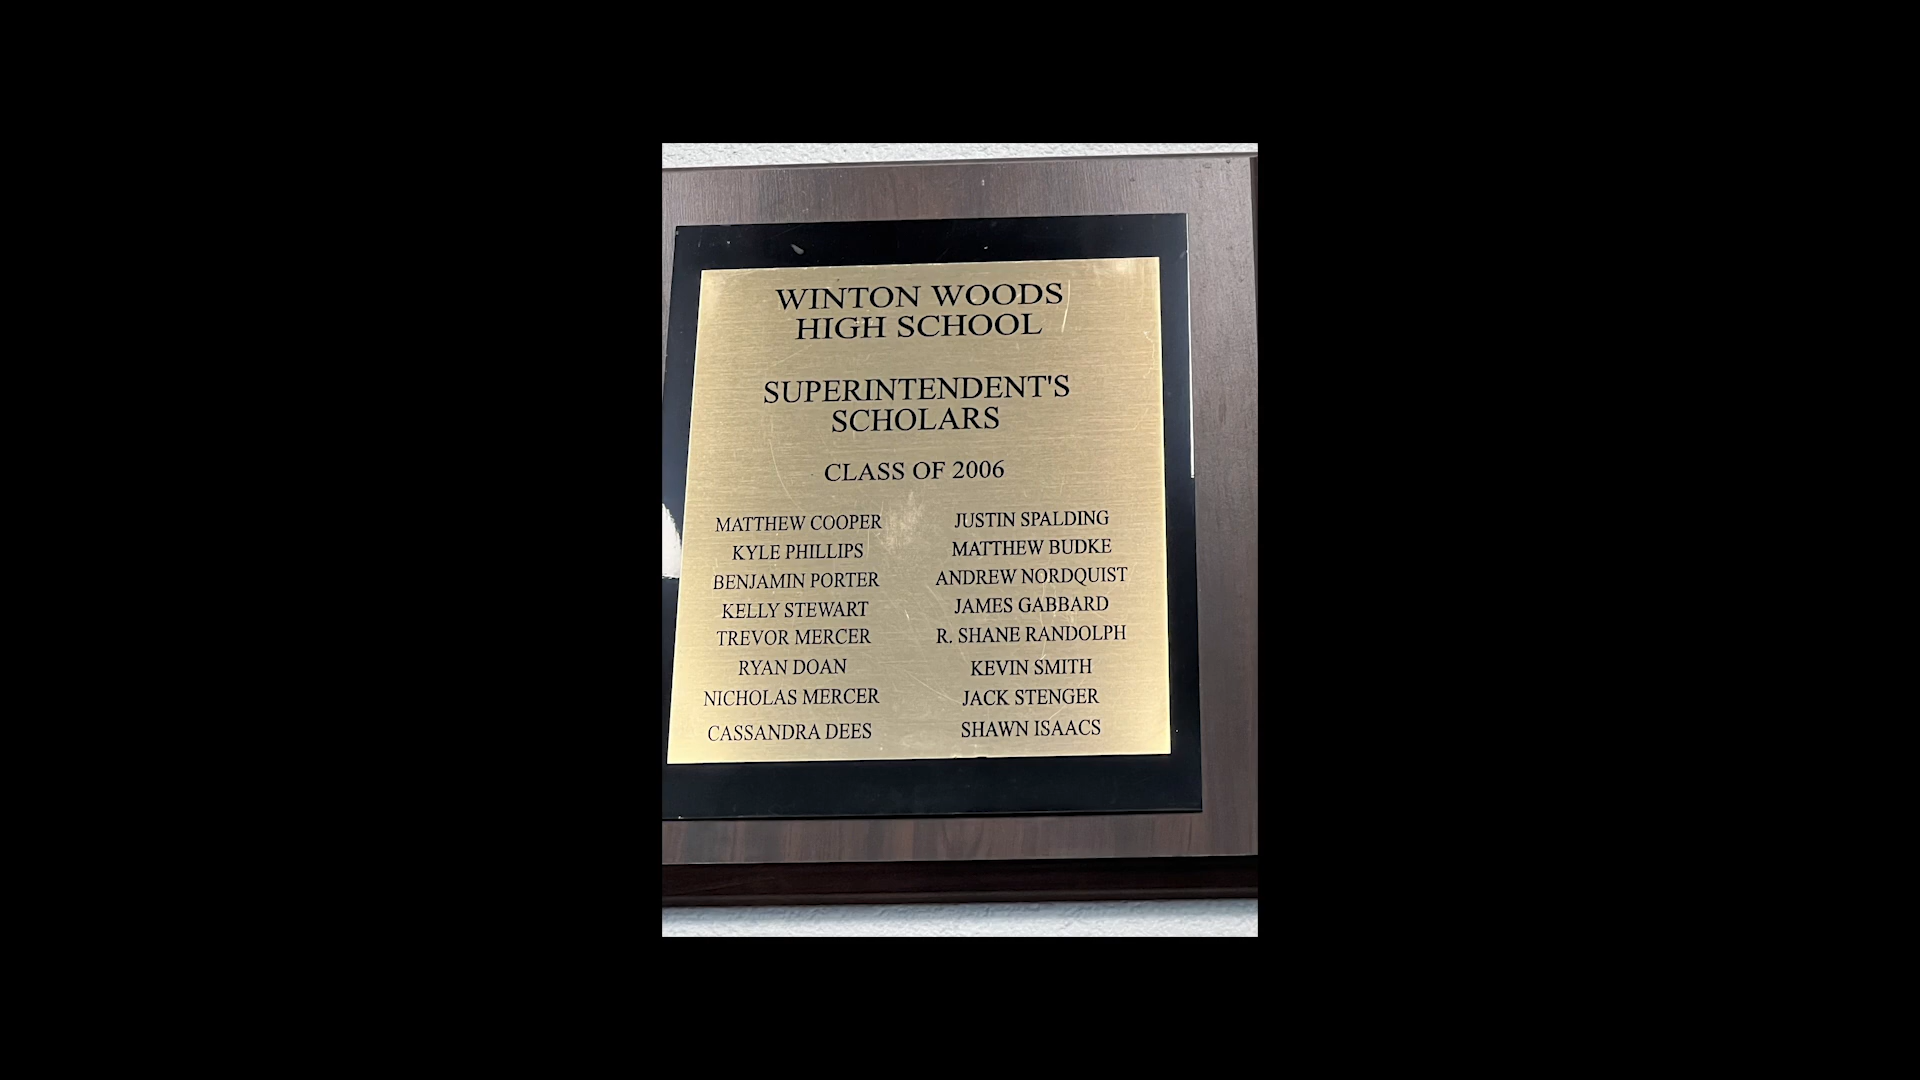 WINTON WOODS
HIGH SCHOOL
SUPERINTENDENT'S
SCHOLARS
CLASS OF 2006
MATTHEW COOPER
KYLE PHILLIPS
BENJAMIN PORTER
KELLY STEWART
TREVOR MERCER
RYAN DOAN
NICHOLAS MERCER
CASSANDRA DEES
JUSTIN SPALDING
MATTHEW BUDKE
ANDREW NORDQUIST
JAMES GABBARD
R. SHANE RANDOLPH
KEVIN SMITH
JACK STENGER
SHAWN ISAACS